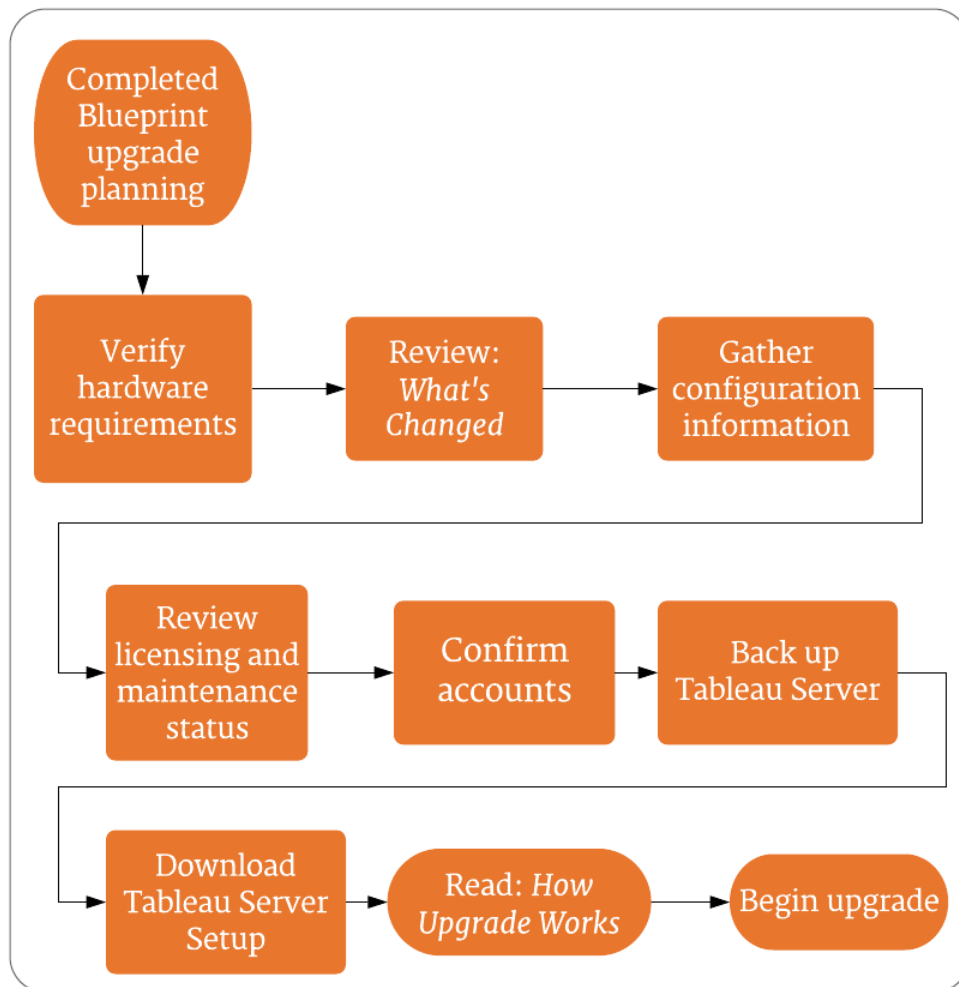 Completed
Blueprint
upgrade
planning
Verify
hardware
requirements
Review:
What's
Changed
Gather
configuration
information
Review
licensing and
maintenance
status
Confirm
accounts
Back up
Tableau Server
Download
Tableau Server
Setup
Read: How
Upgrade Works
Begin upgrade